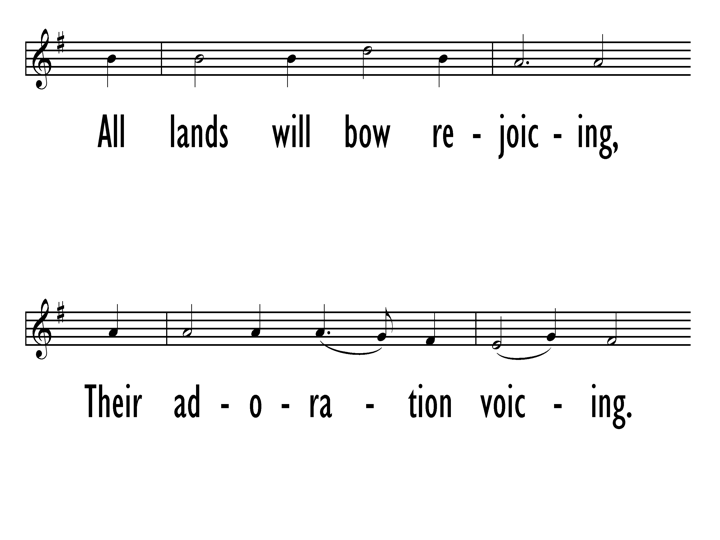 All lands will bow re - joic - ing,
Their ad - o - ra - tion voic - ing.